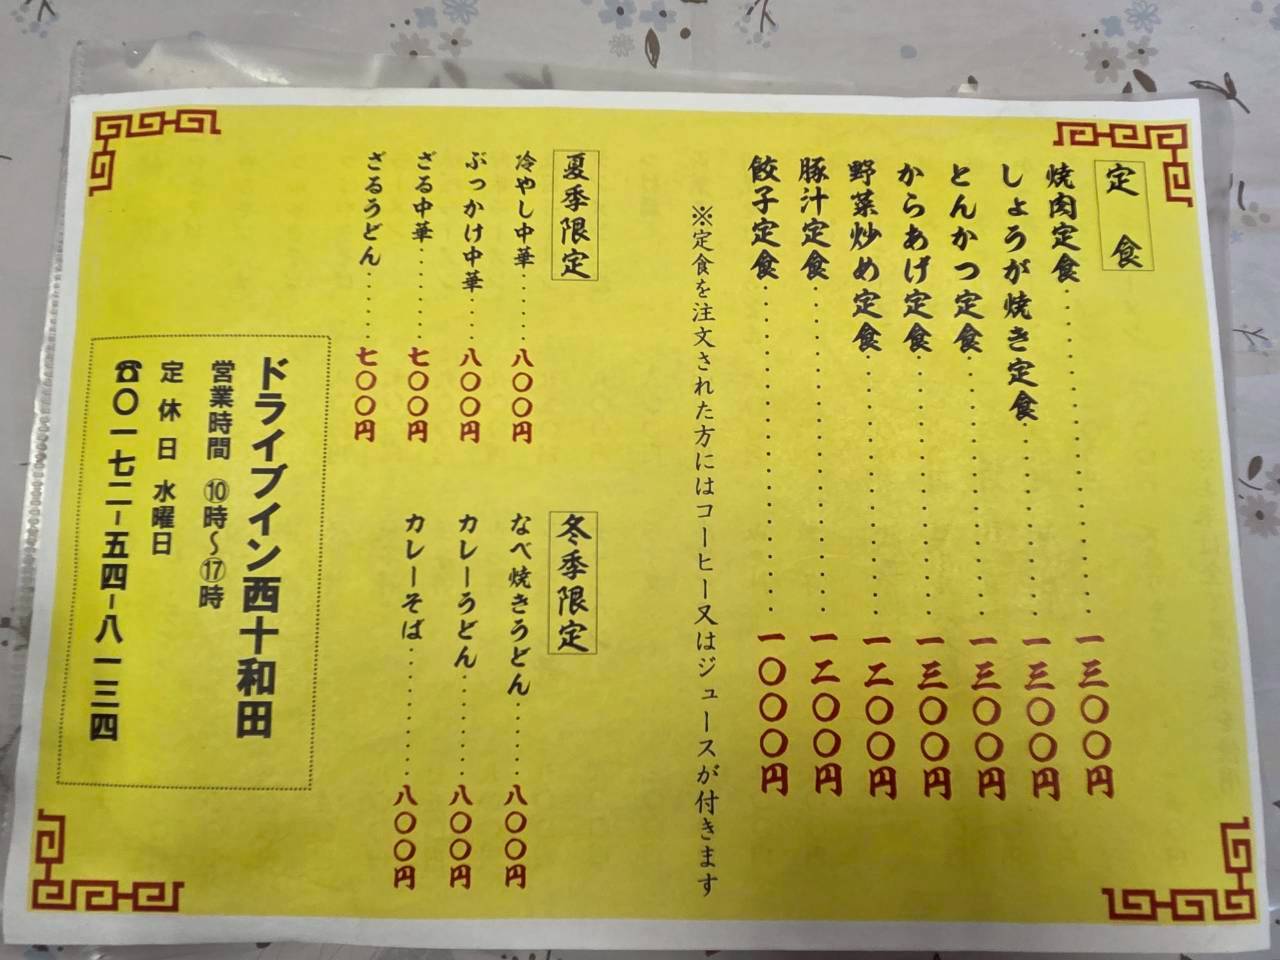 定食
焼肉定食・・・・・・・・・・・一三〇〇円
しょうが焼き定食・・・・・・・一三〇〇円
とんかつ定食・・・・・・・・・一三〇〇円
からあげ定食・・・・・・・・・一三〇〇円
野菜炒め定食・・・・・・・・・一二〇〇円
豚汁定食・・・・・・・・・・・一二〇〇円
餃子定食・・・・・・・・・・・一〇〇〇円
※定食を注文された方にはコーヒー又はジュースが付きます
夏季限定
冷やし中華・・・・・八〇〇円
ぶっかけ中華・・・八〇〇円
ざる中華・・・・・・七〇〇円
ざるうどん・・・・・七〇〇円
冬季限定
なべ焼きうどん・・・・・八〇〇円
カレーうどん・・・・・・・八〇〇円
カレーそば・・・・・・・・八〇〇円
ドライブイン西十和田
営業時間 ⑩時～⑰時
定休日 水曜日
☎〇一七二-五四-八一三四